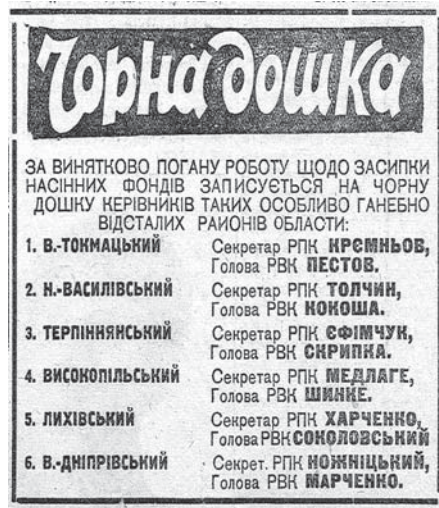 Чорна дошка
ЗА ВИНЯТКОВО ПОГАНУ РОБОТУ ЩОДО ЗАСИПКИ
НАСІННИХ ФОНДІВ ЗАПИСУЄТЬСЯ НА ЧОРНУ
ДОШКУ КЕРІВНИКІВ ТАКИХ ОСОБЛИВО ГАНЕБНО
ВІДСТАЛИХ РАЙОНІВ ОБЛАСТИ:
1. В.-ТОКМАЦЬКИЙ Секретар РПК КРЄМНЬОВ,
Голова РВК ПЕСТОВ.
2. Н.-ВАСИЛІВСЬКИЙ Секретар РПК ТОЛЧИН,
Голова РВК КОКОША.
3. ТЕРПІННЯНСЬКИЙ Секретар РПК ЄФІМЧУК,
Голова РВК СКРИПКА.
4. ВИСОКОПІЛЬСЬКИЙ Секретар РПК МЕДЛАГЕ,
Голова РВК ШИНКЕ.
5. ЛИХІВСЬКИЙ Секретар РПК ХАРЧЕНКО,
Голова РВК СОКОЛОВСЬКИЙ
6. В.-ДНІПРІВСЬКИЙ Секрет. РПК НОЖНІЦЬКИЙ,
Голова РВК МАРЧЕНКО.